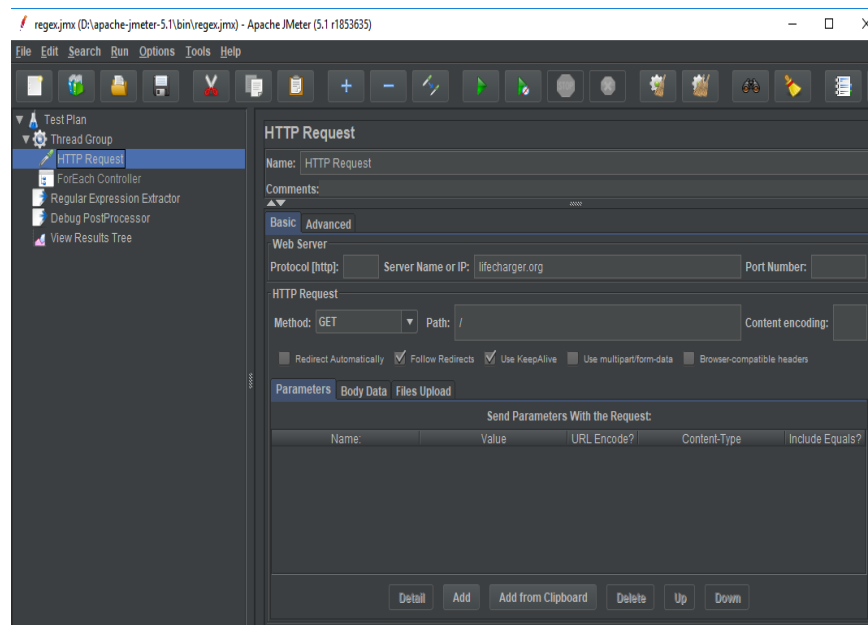 regex.jmx (D:\apache-jmeter-5.1\bin\regex.jmx) - Apache JMeter (5.1 r1853635)
File Edit Search Run Options Tools Help
STOP
Test Plan
Thread Group
HTTP Request
ForEach Controller
Regular Expression Extractor
Debug PostProcessor
View Results Tree
HTTP Request
Name: HTTP Request
Comments:
Basic Advanced
Web Server
Protocol [http]: Server Name or IP: lifecharger.org Port Number:
HTTP Request
Method: GET Path: / Content encoding:
Redirect Automatically Follow Redirects Use KeepAlive Use multipart/form-data Browser-compatible headers
Parameters Body Data Files Upload
Send Parameters With the Request:
Name: Value URL Encode? Content-Type Include Equals?
Detail Add Add from Clipboard Delete Up Down